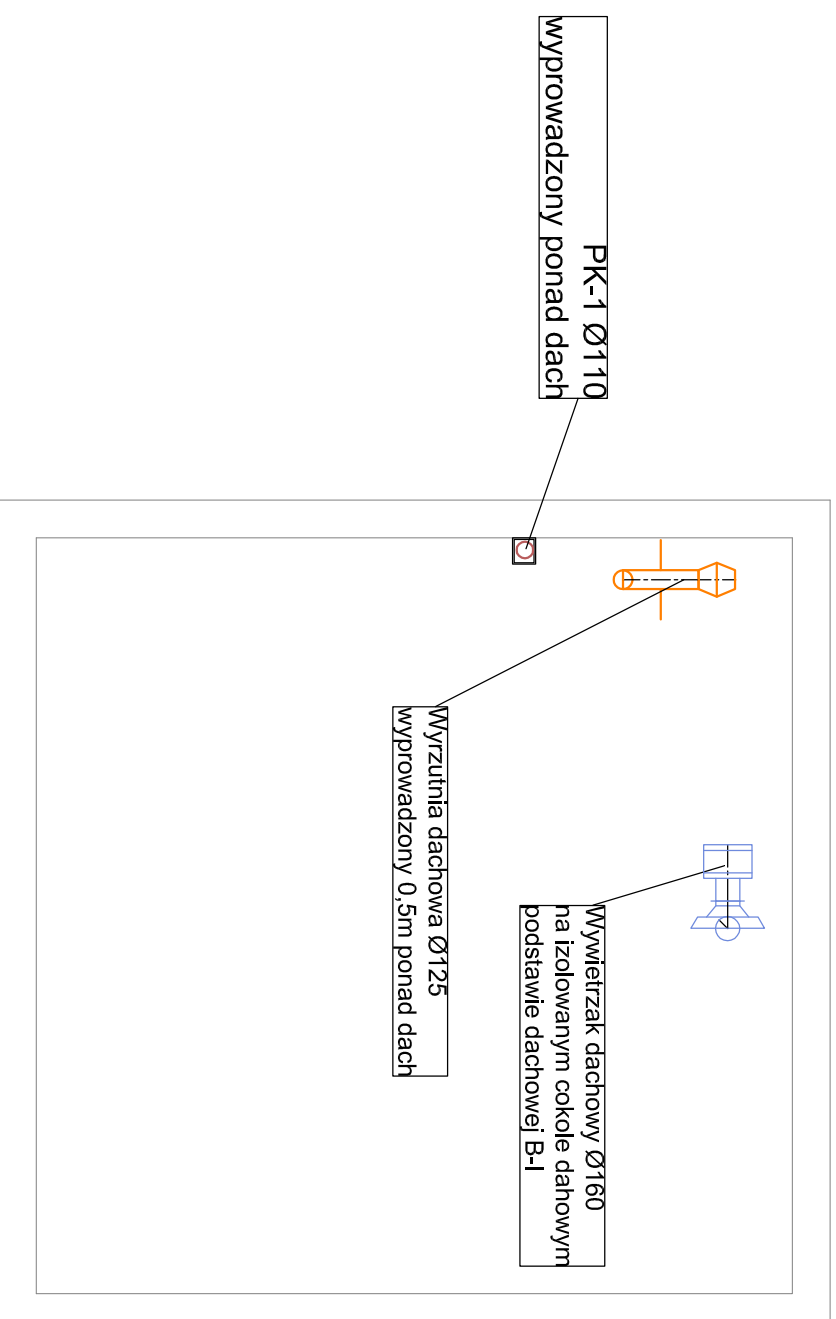 PK-1 Ø110
wyprowadzony ponad dach
Wyrzutnia dachowa Ø125
wyprowadzony 0,5m ponad dach
Wywietrzak dachowy Ø160
na izolowanym cokole dahowym
podstawie dachowej B-I